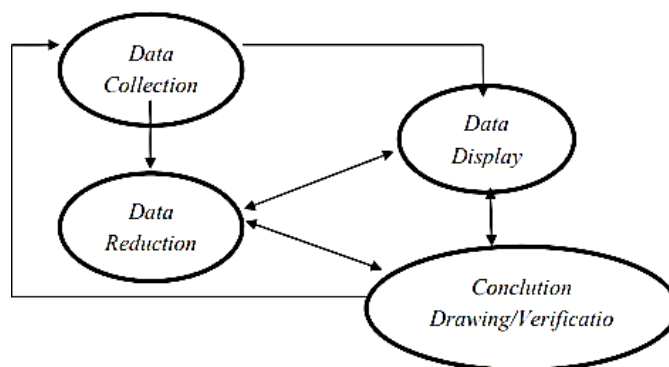 Data
Collection
Data
Display
Data
Reduction
Conclution
Drawing/Verificatio